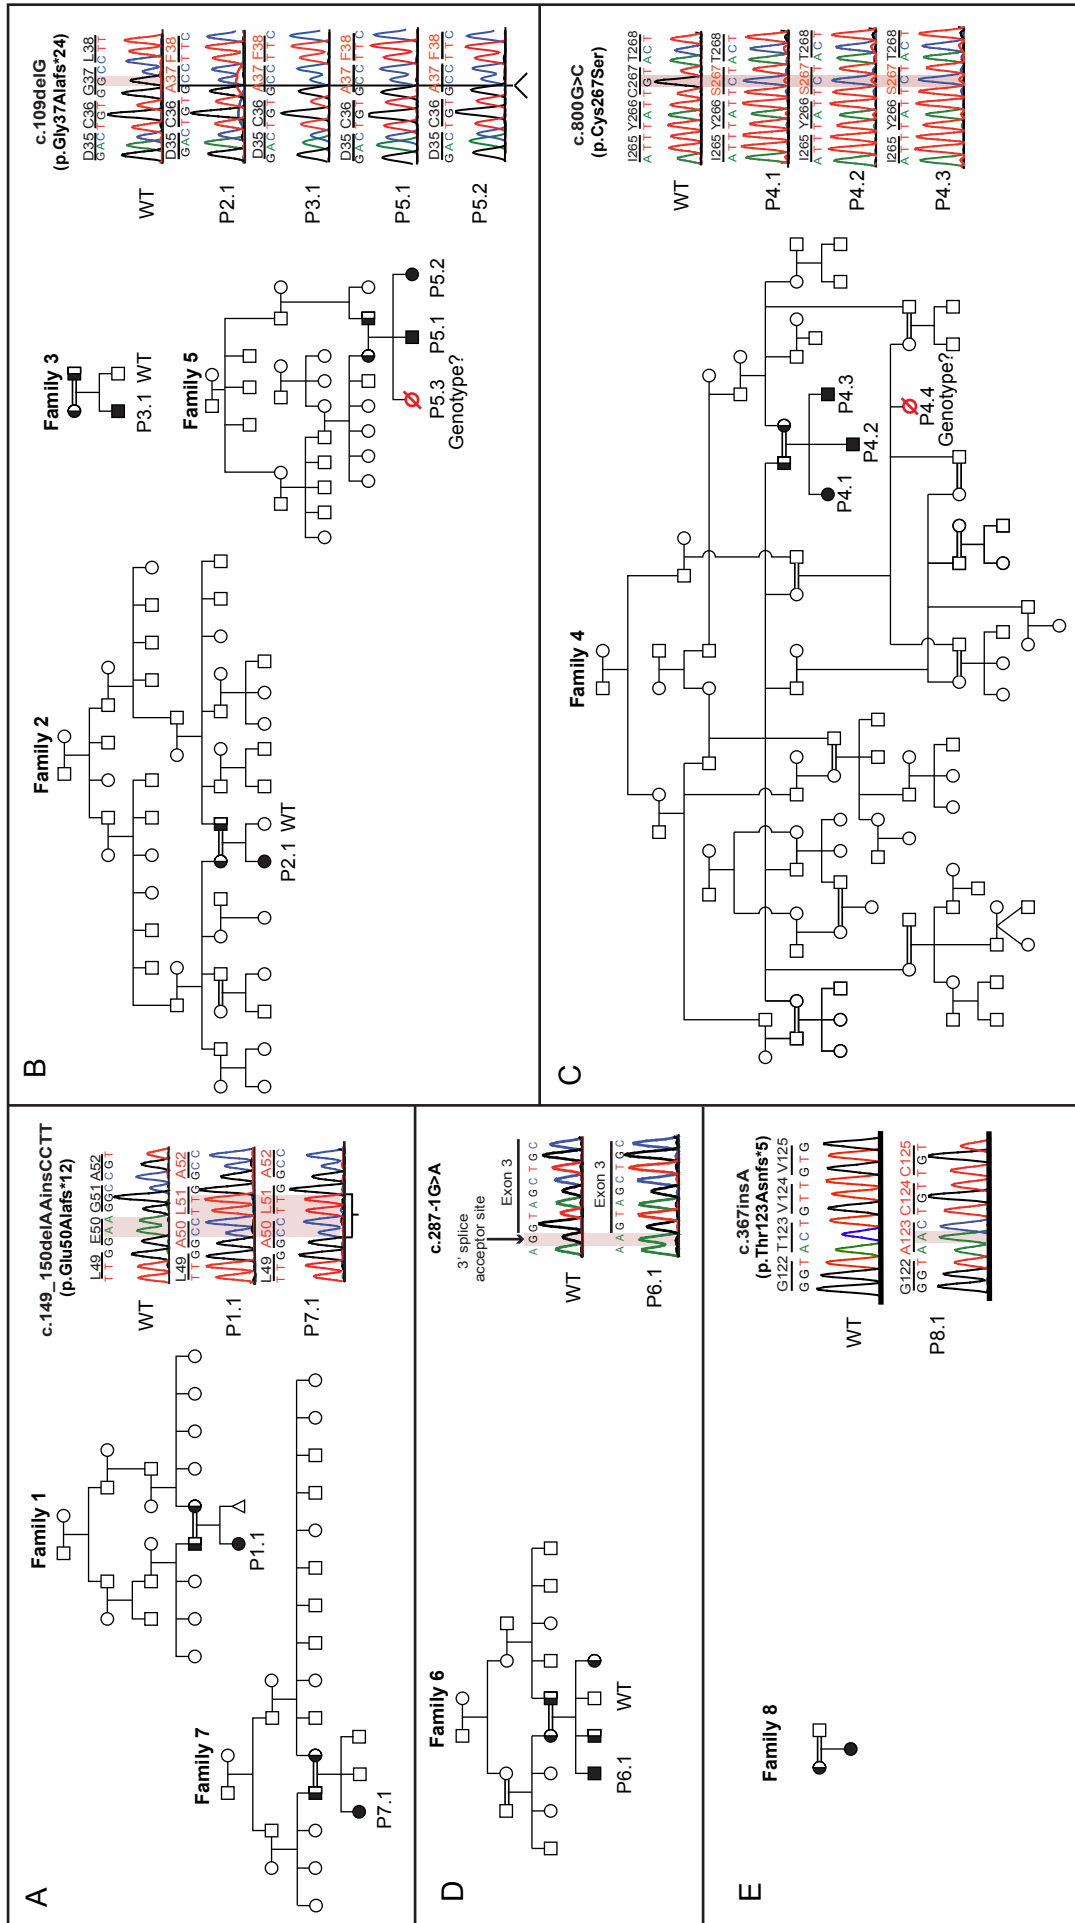 A
Family 1
P1.1
Family 7
P7.1
c.149_150delAAinsCCTT
(p.Glu50Alafs*12)
L49 E50 G51 A52
T T G G A A G G C C G T
WT
L49 A50 L51 A52
T T G G C C T T G G C C
P1.1
L49 A50 L51 A52
T T G G C C T T G G C C
P7.1
B
Family 2
P2.1 WT
Family 3
P3.1 WT
Family 5
P5.3
Genotype?
P5.1
P5.2
c.109delG
(p.Gly37Alafs*24)
D35 C36 G37 L38
G A C T G T G G C C T T
WT
D35 C36 A37 F38
G A C T G T G C C T T C
P2.1
D35 C36 A37 F38
G A C T G T G C C T T C
P3.1
D35 C36 A37 F38
G A C T G T G C C T T C
P5.1
D35 C36 A37 F38
G A C T G T G C C T T C
P5.2
C
Family 4
P4.1
P4.2
P4.3
P4.4
Genotype?
c.800G>C
(p.Cys267Ser)
I265 Y266 C267 T268
A T T T A T T G T A C T
WT
I265 Y266 S267 T268
A T T T A T T C T A C T
P4.1
I265 Y266 S267 T268
A T T T A T T C T A C T
P4.2
I265 Y266 S267 T268
A T T T A T T C T A C T
P4.3
D
Family 6
P6.1
WT
c.287-1G>A
3' splice
acceptor site
Exon 3
A G G T A G C T G C
WT
Exon 3
A A G T A G C T G C
P6.1
E
Family 8
c.367insA
(p.Thr123Asnfs*5)
G122 T123 V124 V125
G G T A C T G T T G T G
WT
G122 A123 C124 C125
G G T A A C T G T T G T
P8.1